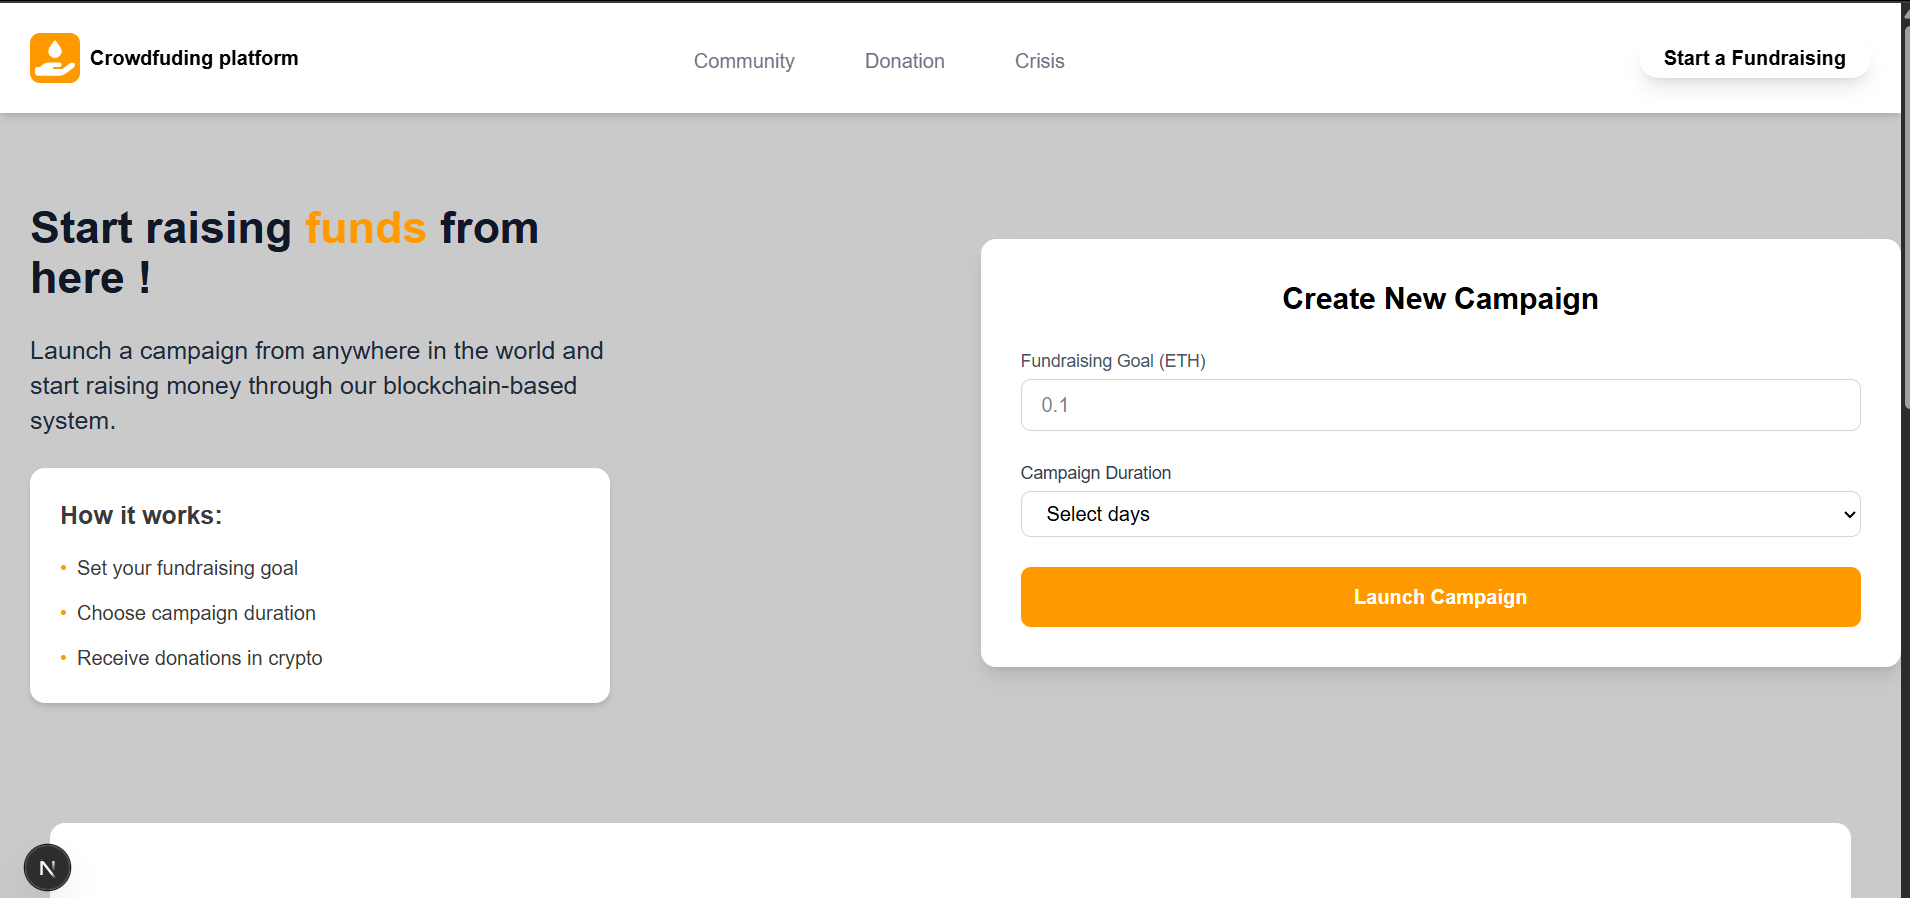 Crowdfuding platform
Community
Donation
Crisis
Start a Fundraising
Start raising funds from
here !
Launch a campaign from anywhere in the world and
start raising money through our blockchain-based
system.
How it works:
• Set your fundraising goal
• Choose campaign duration
• Receive donations in crypto
Create New Campaign
Fundraising Goal (ETH)
0.1
Campaign Duration
Select days
Launch Campaign
N